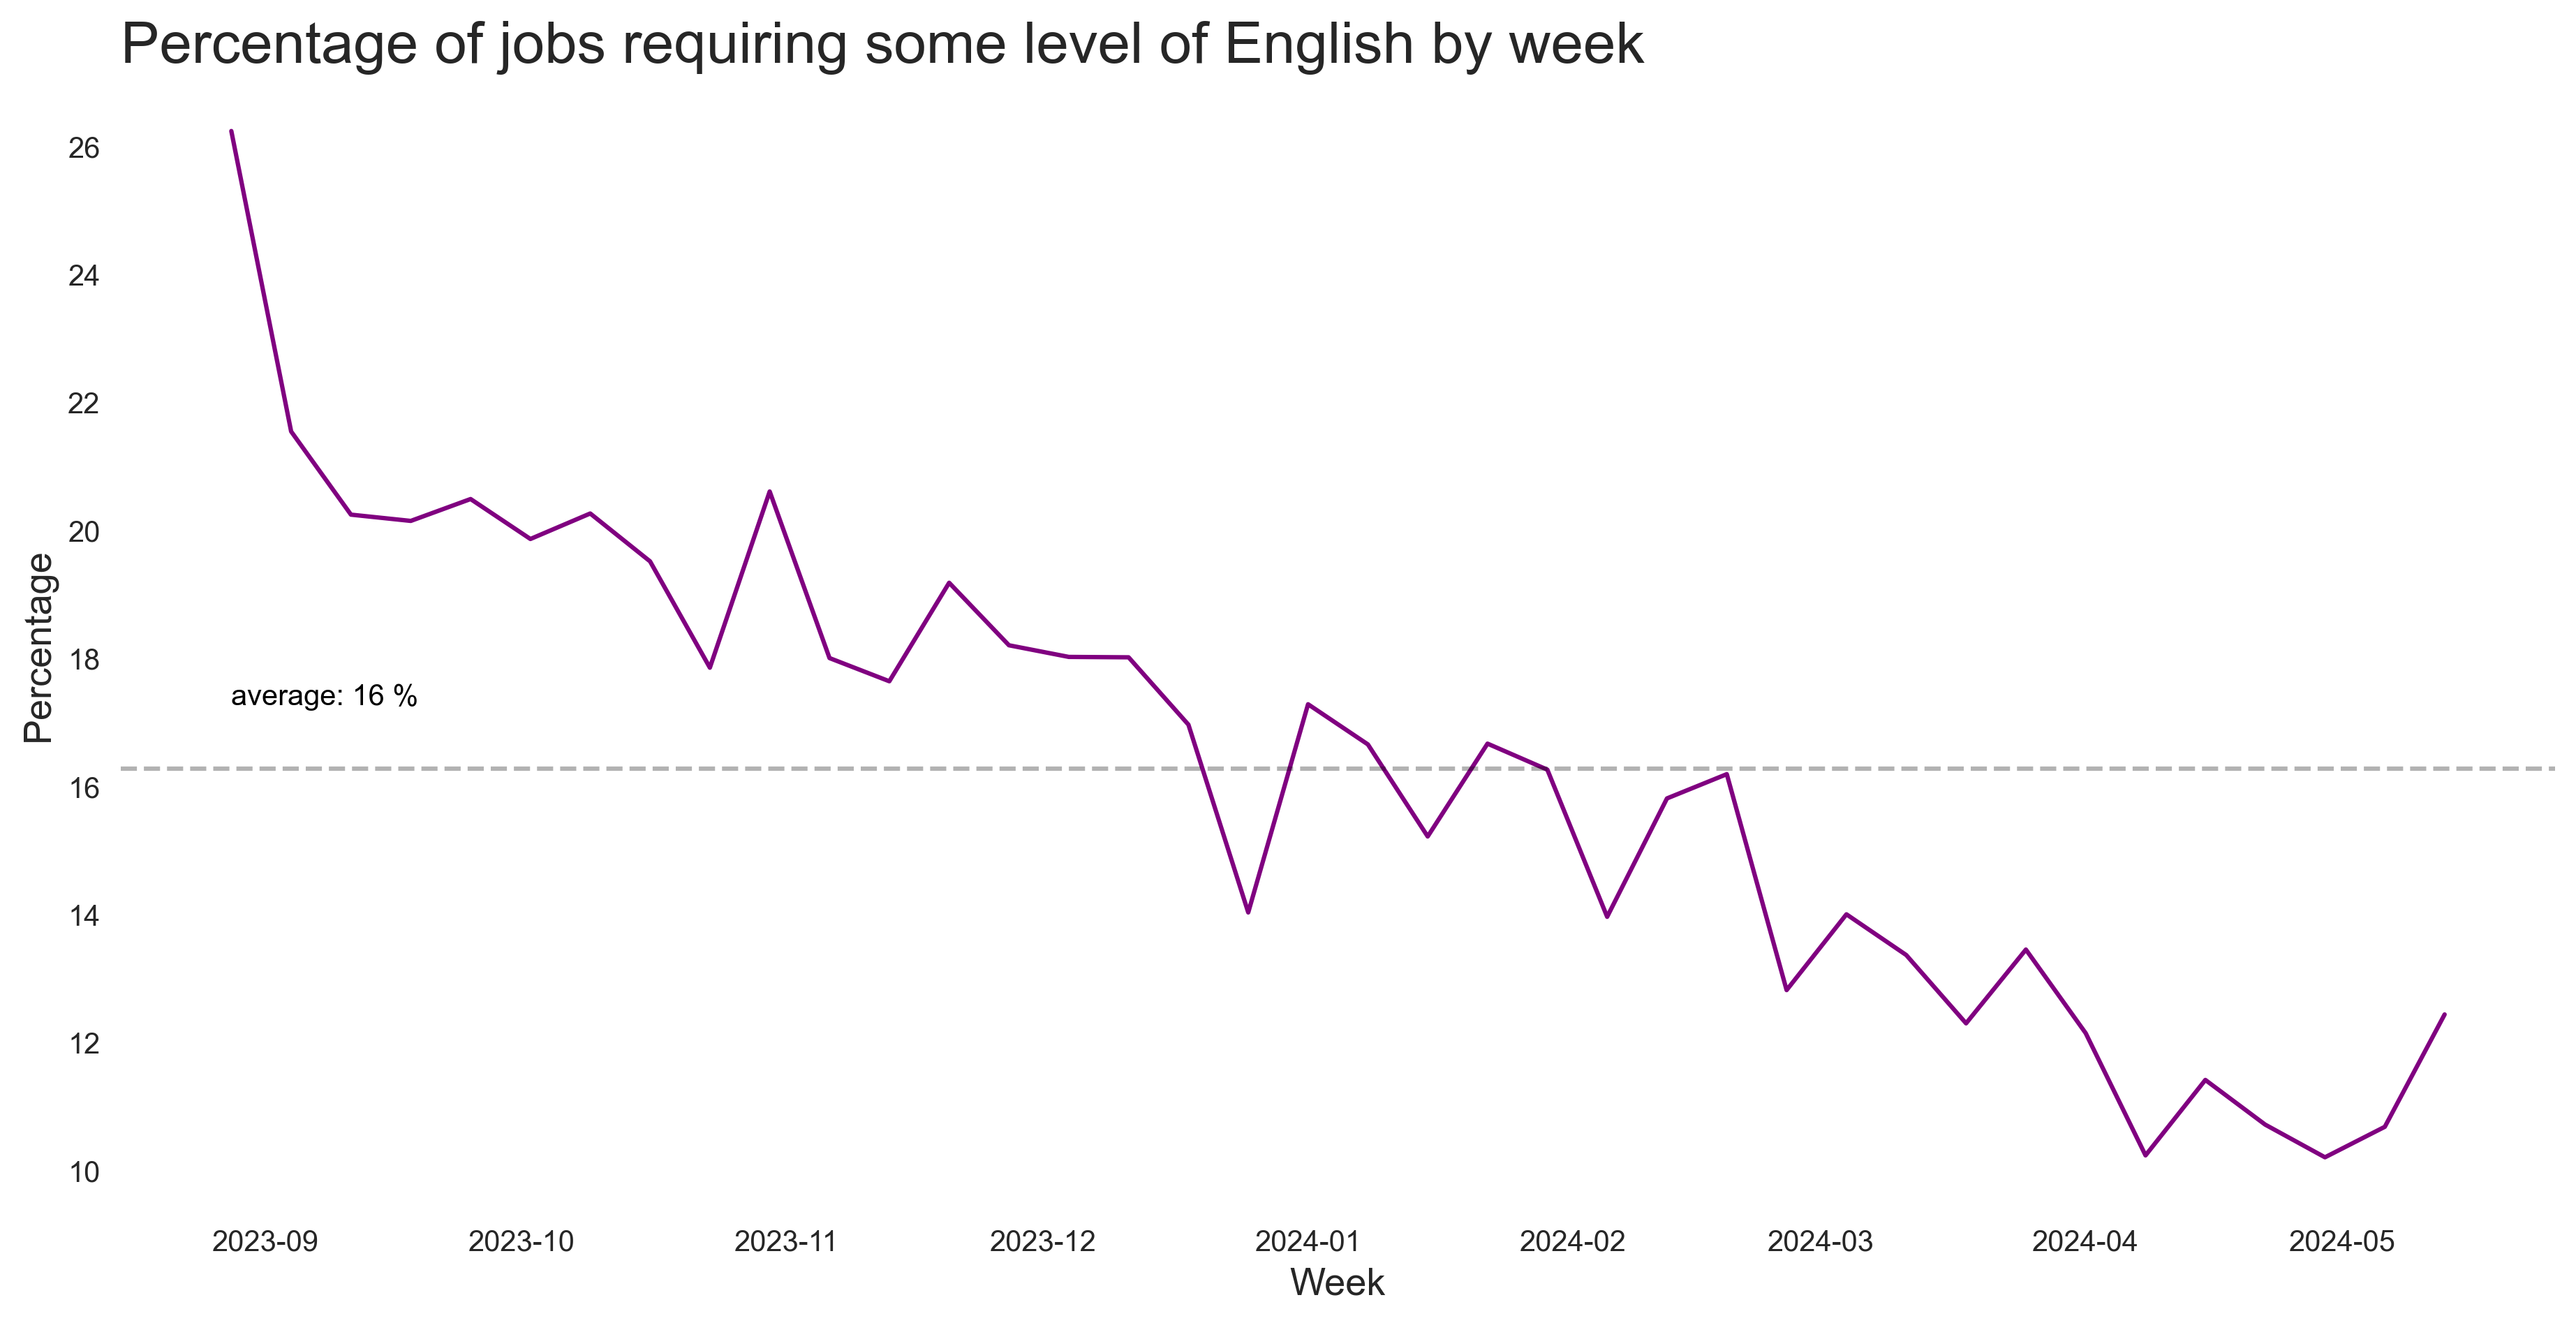 Percentage of jobs requiring some level of English by week
26
24
22
20
18
16
14
12
10
Percentage
average: 16 %
2023-09 2023-10 2023-11 2023-12 2024-01 2024-02 2024-03 2024-04 2024-05
Week